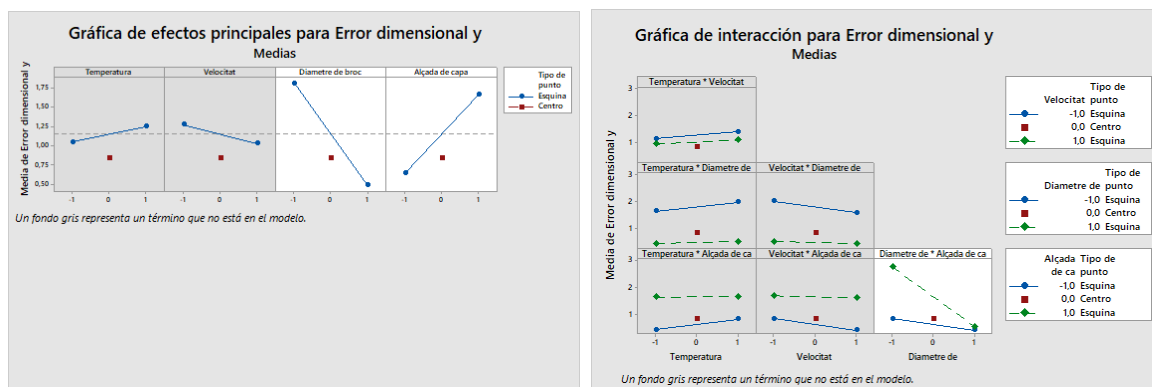 Gráfica de efectos principales para Error dimensional y
Medias
Temperatura Velocitat Diametre de broc Alçada de capa
Tipo de
punto
Esquina
Centro
Media de Error dimensional y
1,75
1,50
1,25
1,00
0,75
0,50
-1 0 1 -1 0 1 -1 0 1 -1 0 1
Un fondo gris representa un término que no está en el modelo.
Gráfica de interacción para Error dimensional y
Medias
Media de Error dimensional y
Temperatura * Velocitat
3
2
1
Tipo de
Velocitat punto
-1,0 Esquina
0,0 Centro
1,0 Esquina
Temperatura * Diametre de Velocitat * Diametre de
3
2
1
Tipo de
Diametre de punto
-1,0 Esquina
0,0 Centro
1,0 Esquina
Temperatura * Alçada de ca Velocitat * Alçada de ca Diametre de * Alçada de ca
3
2
1
Alçada Tipo de
de ca punto
-1,0 Esquina
0,0 Centro
1,0 Esquina
-1 0 1 -1 0 1 -1 0 1
Temperatura Velocitat Diametre de
Un fondo gris representa un término que no está en el modelo.